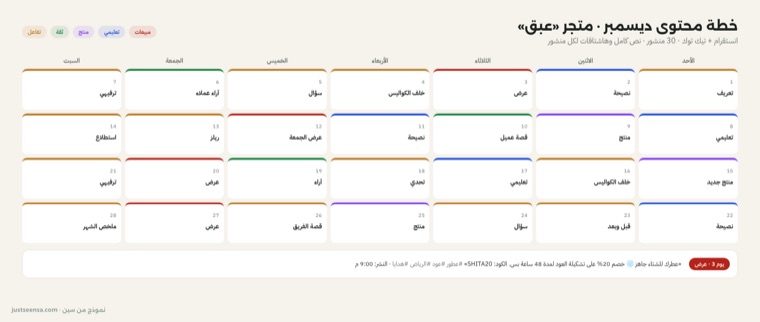 خطة محتوى ديسمبر · متجر «عبق»
انستقرام + تيك توك · 30 منشور · نص كامل وهاشتاقات لكل منشور
مبيعات تعليمي منتج ثقة تفاعل
الأحد الاثنين الثلاثاء الأربعاء الخميس الجمعة السبت
1 2 3 4 5 6 7
تعريف نصيحة عرض خلف الكواليس سؤال آراء عملاء ترفيهي
8 9 10 11 12 13 14
تعليمي منتج قصة عميل نصيحة عرض الجمعة ريلز استطلاع
15 16 17 18 19 20 21
منتج جديد خلف الكواليس تعليمي تحدي آراء عرض ترفيهي
22 23 24 25 26 27 28
نصيحة قبل وبعد سؤال منتج قصة الفريق عرض ملخص الشهر
يوم 3 · عرض «عطرك للشتاء جاهز ❄️ خصم 20% على تشكيلة العود لمدة 48 ساعة بس. الكود: SHITA20» #عطور #عود #الرياض #هدايا · النشر: 9:00 م
نموذج من سين · justseensa.com